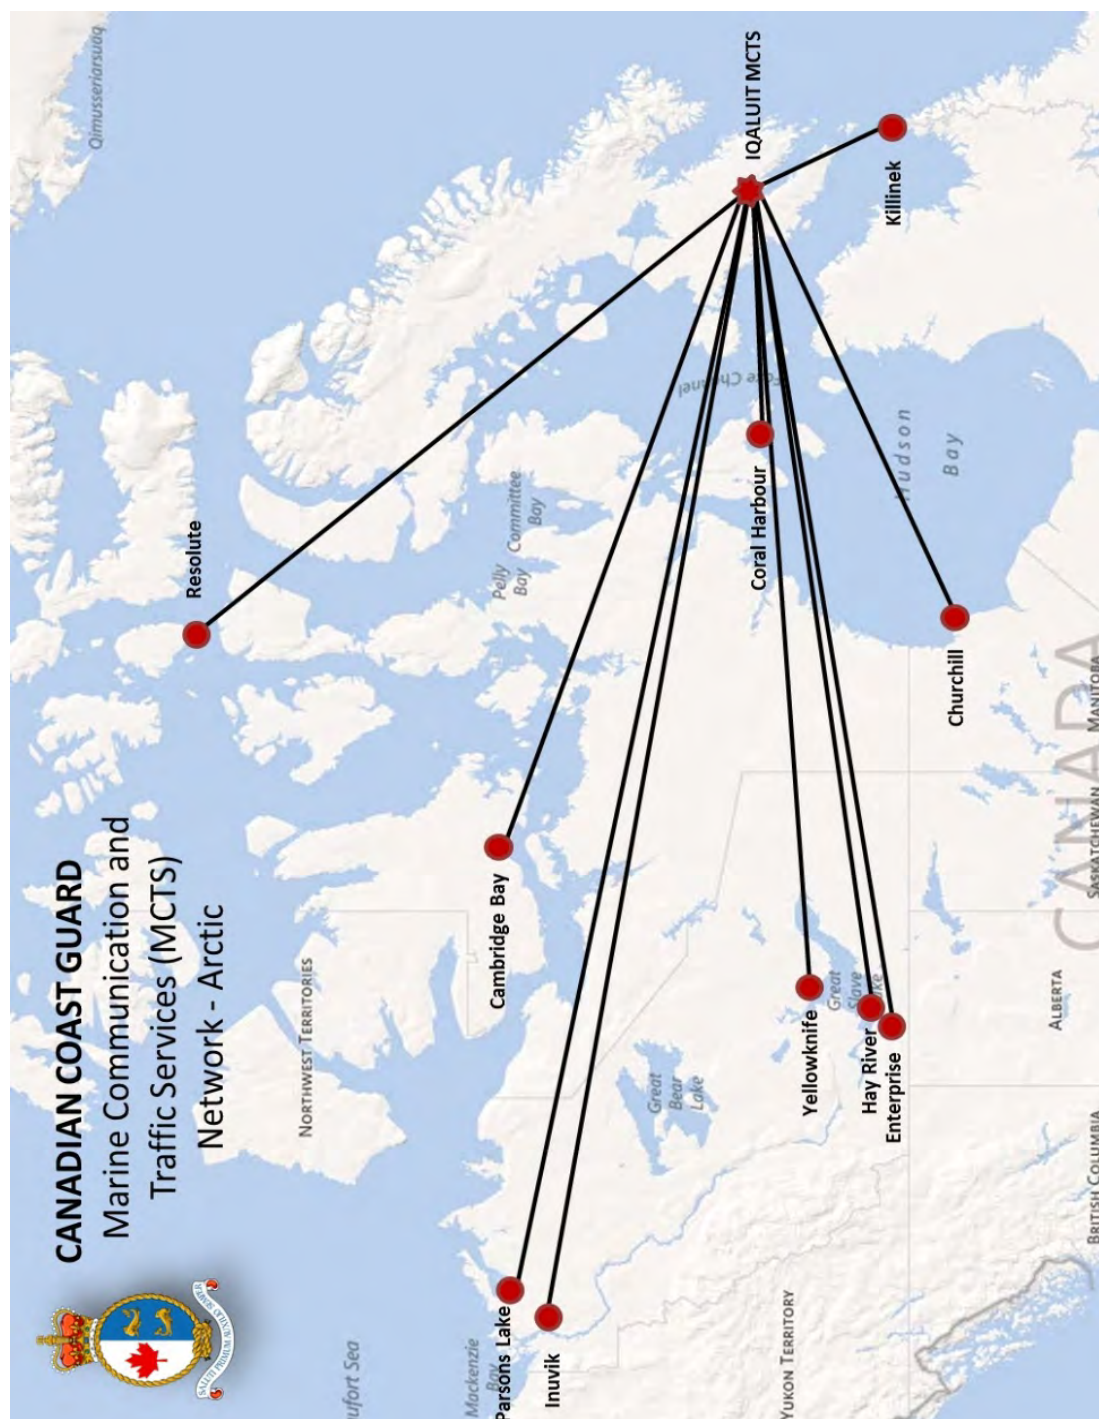 CANADIAN COAST GUARD
Marine Communication and
Traffic Services (MCTS)
Network - Arctic
Qimusseriarsuaq
Resolute
NORTHWEST TERRITORIES
Mackenzie
Bay
Parsons Lake
Inuvik
Cambridge Bay
Pelly
Bay
Committee
Bay
Great
Bear
Lake
IQALUIT MCTS
Coral Harbour
Killinek
Hudson
Bay
Churchill
Yellowknife
Great
Slave
Lake
Hay River
Enterprise
YUKON TERRITORY
ALBERTA
CANADA
SASKATCHEWAN
MANITOBA
BRITISH COLUMBIA